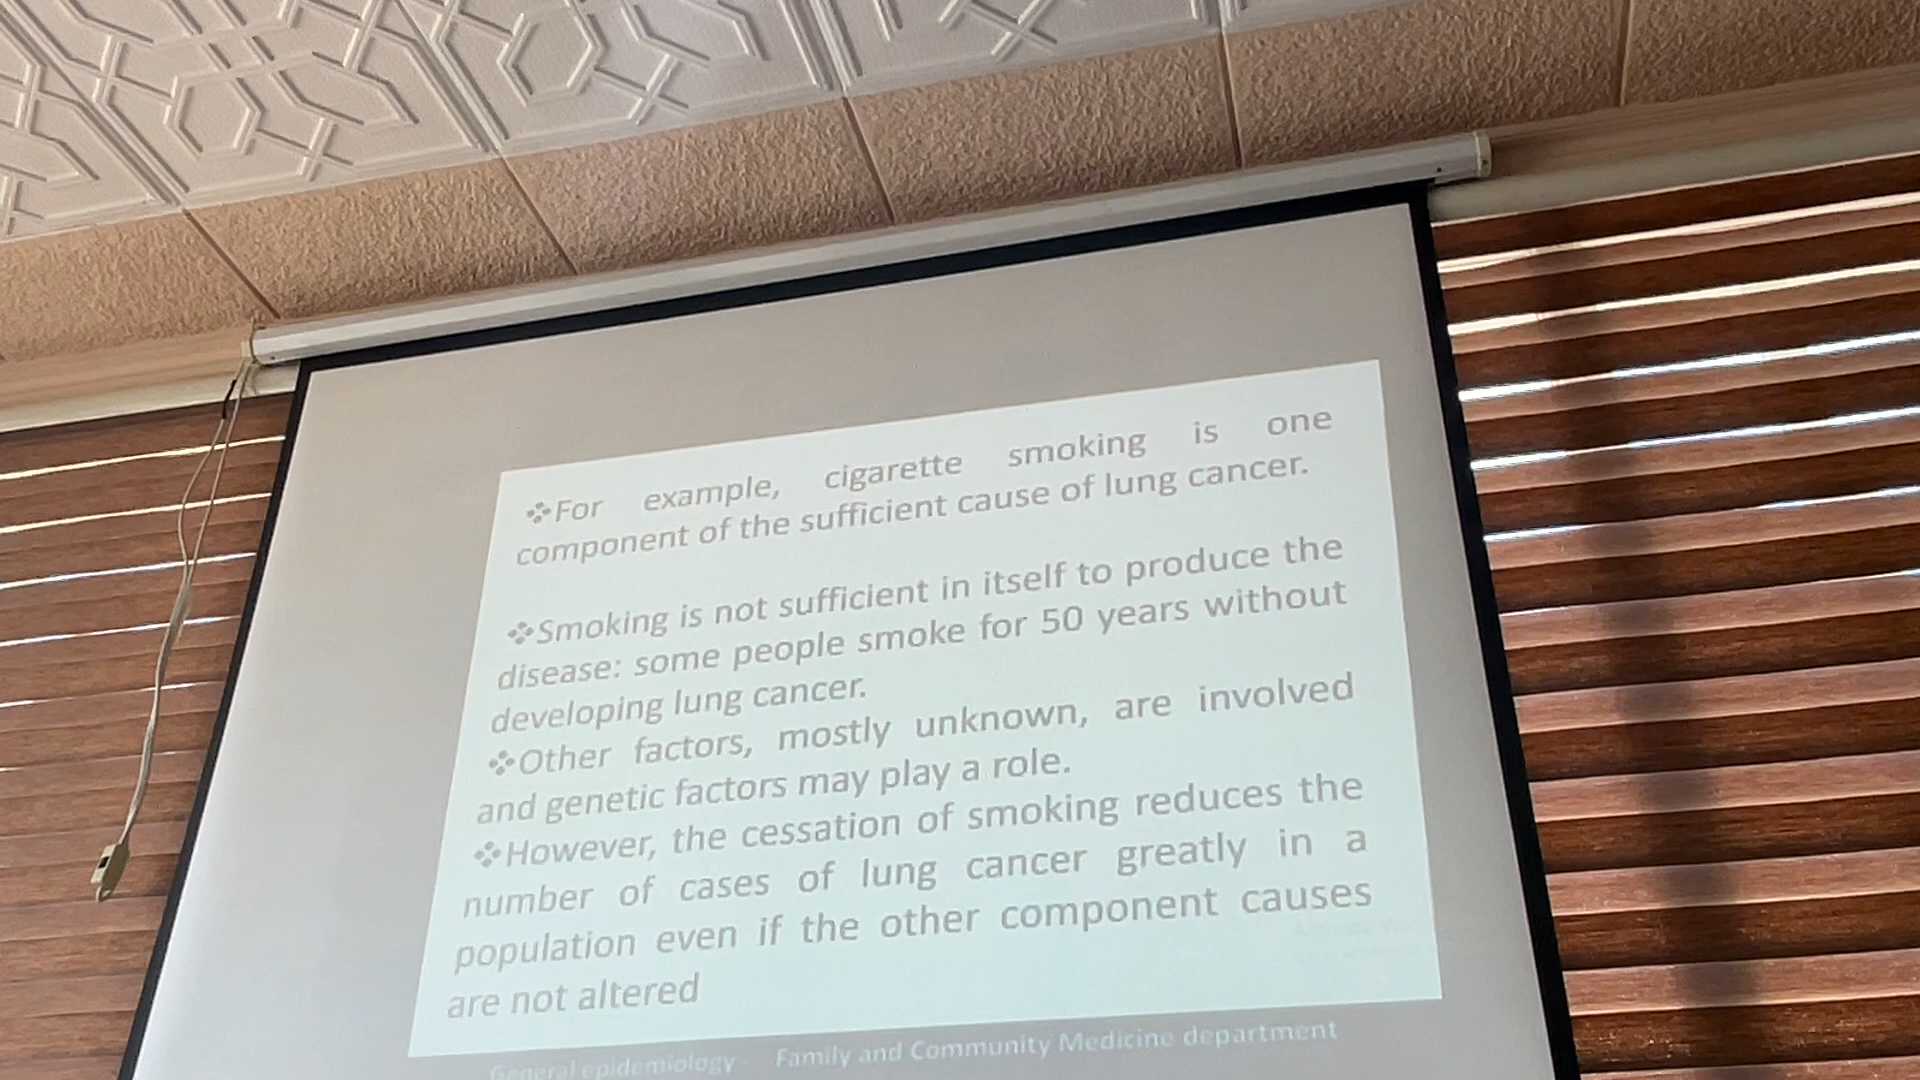 ❖For example, cigarette smoking is one
component of the sufficient cause of lung cancer.
❖Smoking is not sufficient in itself to produce the
disease: some people smoke for 50 years without
developing lung cancer.
❖Other factors, mostly unknown, are involved
and genetic factors may play a role.
❖However, the cessation of smoking reduces the
number of cases of lung cancer greatly in a
population even if the other component causes
are not altered
General epidemiology - Family and Community Medicine department